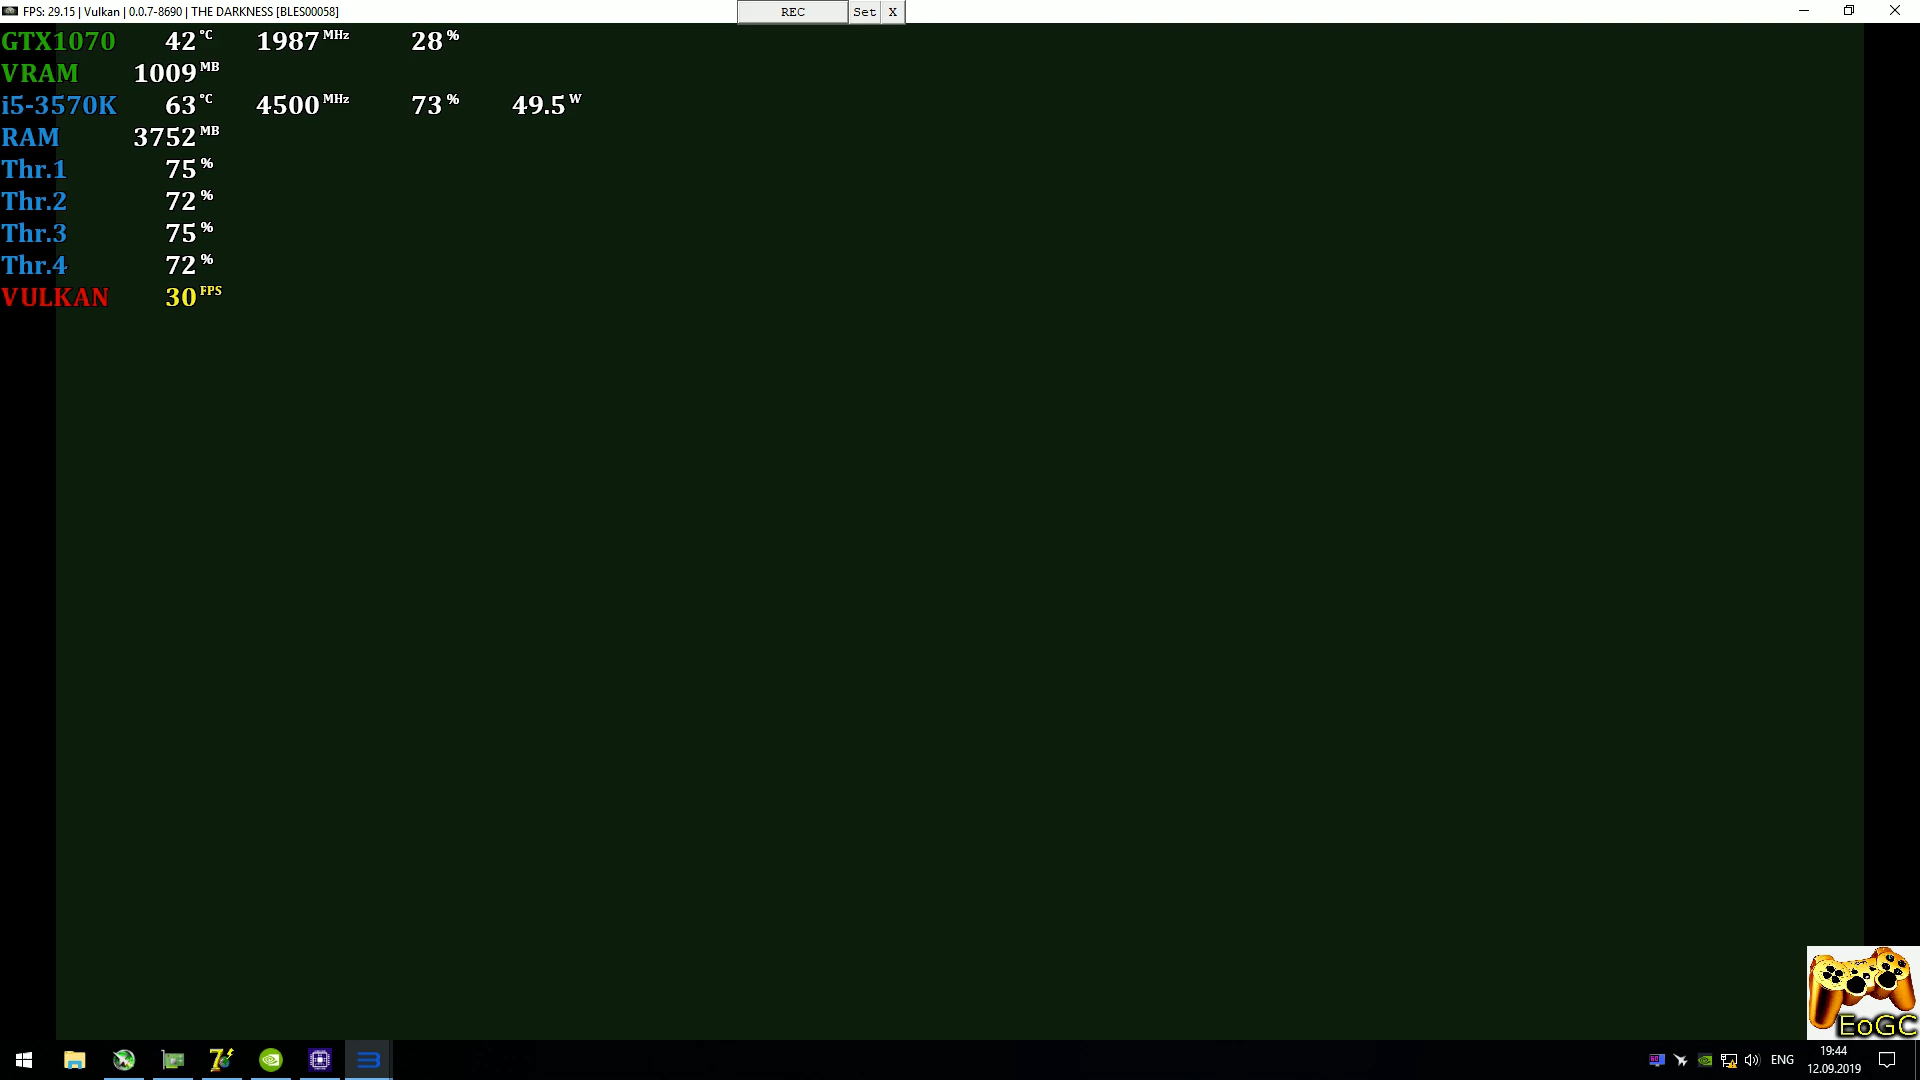 FPS: 29.15 | Vulkan | 0.0.7-8690 | THE DARKNESS [BLES00058]
REC Set X
GTX1070 42 °C 1987 MHz 28 %
VRAM 1009 MB
i5-3570K 63 °C 4500 MHz 73 % 49.5 W
RAM 3752 MB
Thr.1 75 %
Thr.2 72 %
Thr.3 75 %
Thr.4 72 %
VULKAN 30 FPS
EoGC
ENG
19:44
12.09.2019